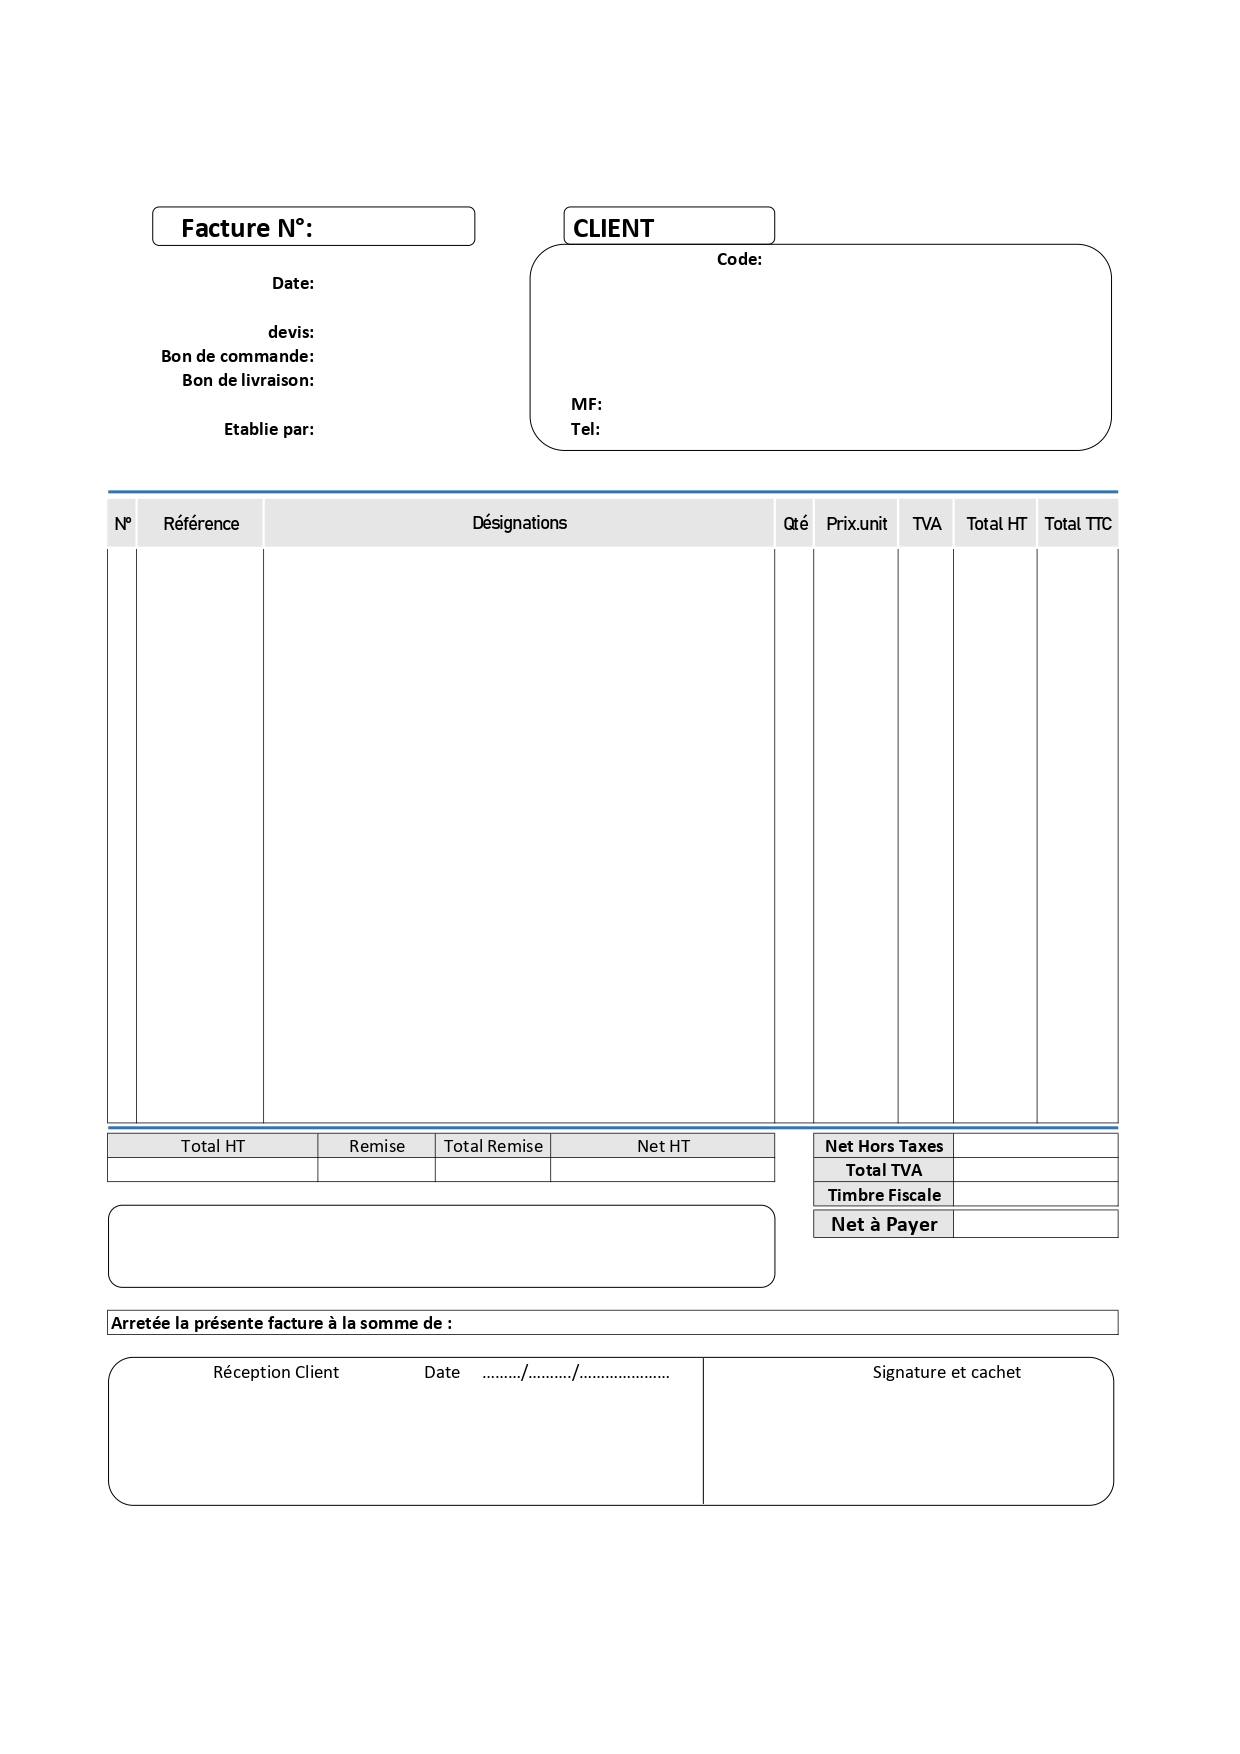 Facture N°:
CLIENT
Code:
Date:
devis:
Bon de commande:
Bon de livraison:
MF:
Etablie par:
Tel:
N° Référence Désignations Qté Prix.unit TVA Total HT Total TTC
Total HT Remise Total Remise Net HT
Net Hors Taxes
Total TVA
Timbre Fiscale
Net à Payer
Arretée la présente facture à la somme de :
Réception Client Date ………/………./…………………
Signature et cachet